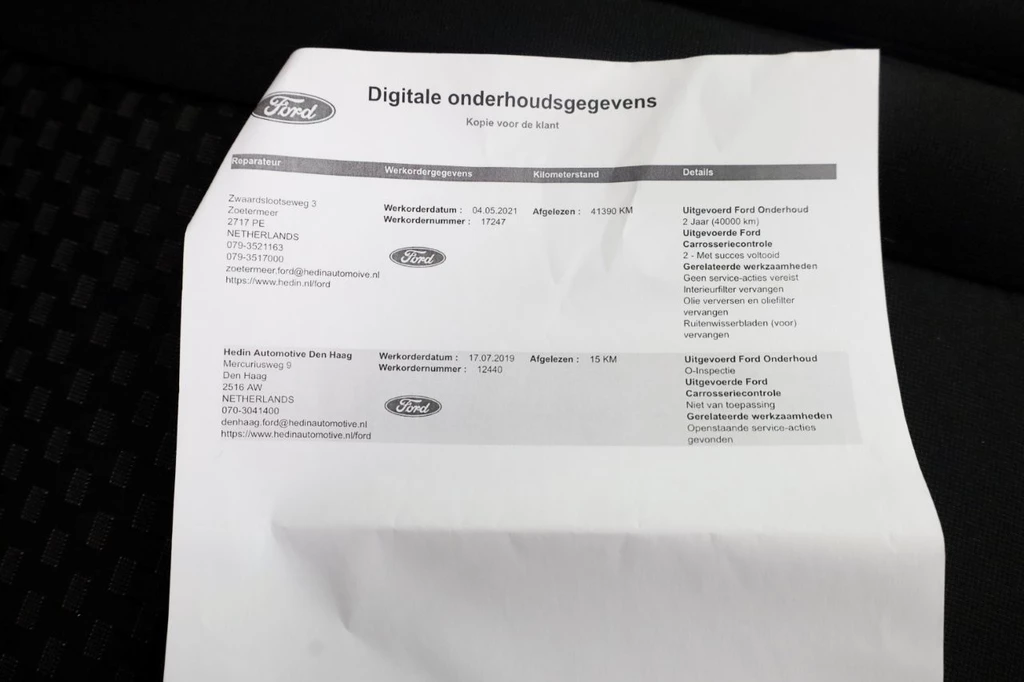 Ford
Digitale onderhoudsgegevens
Kopie voor de klant
Reparateur Werkordergegevens Kilometerstand Details
Zwaardslootseweg 3
Zoetermeer
2717 PE
NETHERLANDS
079-3521163
079-3517000
zoetermeer.ford@hedinautomoive.nl
https://www.hedin.nl/ford
Werkorderdatum : 04.05.2021
Werkordernummer : 17247
Ford
Afgelezen : 41390 KM
Uitgevoerd Ford Onderhoud
2 Jaar (40000 km)
Uitgevoerde Ford
Carrosseriecontrole
2 - Met succes voltooid
Gerelateerde werkzaamheden
Geen service-acties vereist
Interieurfilter vervangen
Olie verversen en oliefilter
vervangen
Ruitenwisserbladen (voor)
vervangen
Hedin Automotive Den Haag
Mercuriusweg 9
Den Haag
2516 AW
NETHERLANDS
070-3041400
denhaag.ford@hedinautomotive.nl
https://www.hedinautomotive.nl/ford
Werkorderdatum : 17.07.2019
Werkordernummer : 12440
Ford
Afgelezen : 15 KM
Uitgevoerd Ford Onderhoud
O-Inspectie
Uitgevoerde Ford
Carrosseriecontrole
Niet van toepassing
Gerelateerde werkzaamheden
Openstaande service-acties
gevonden